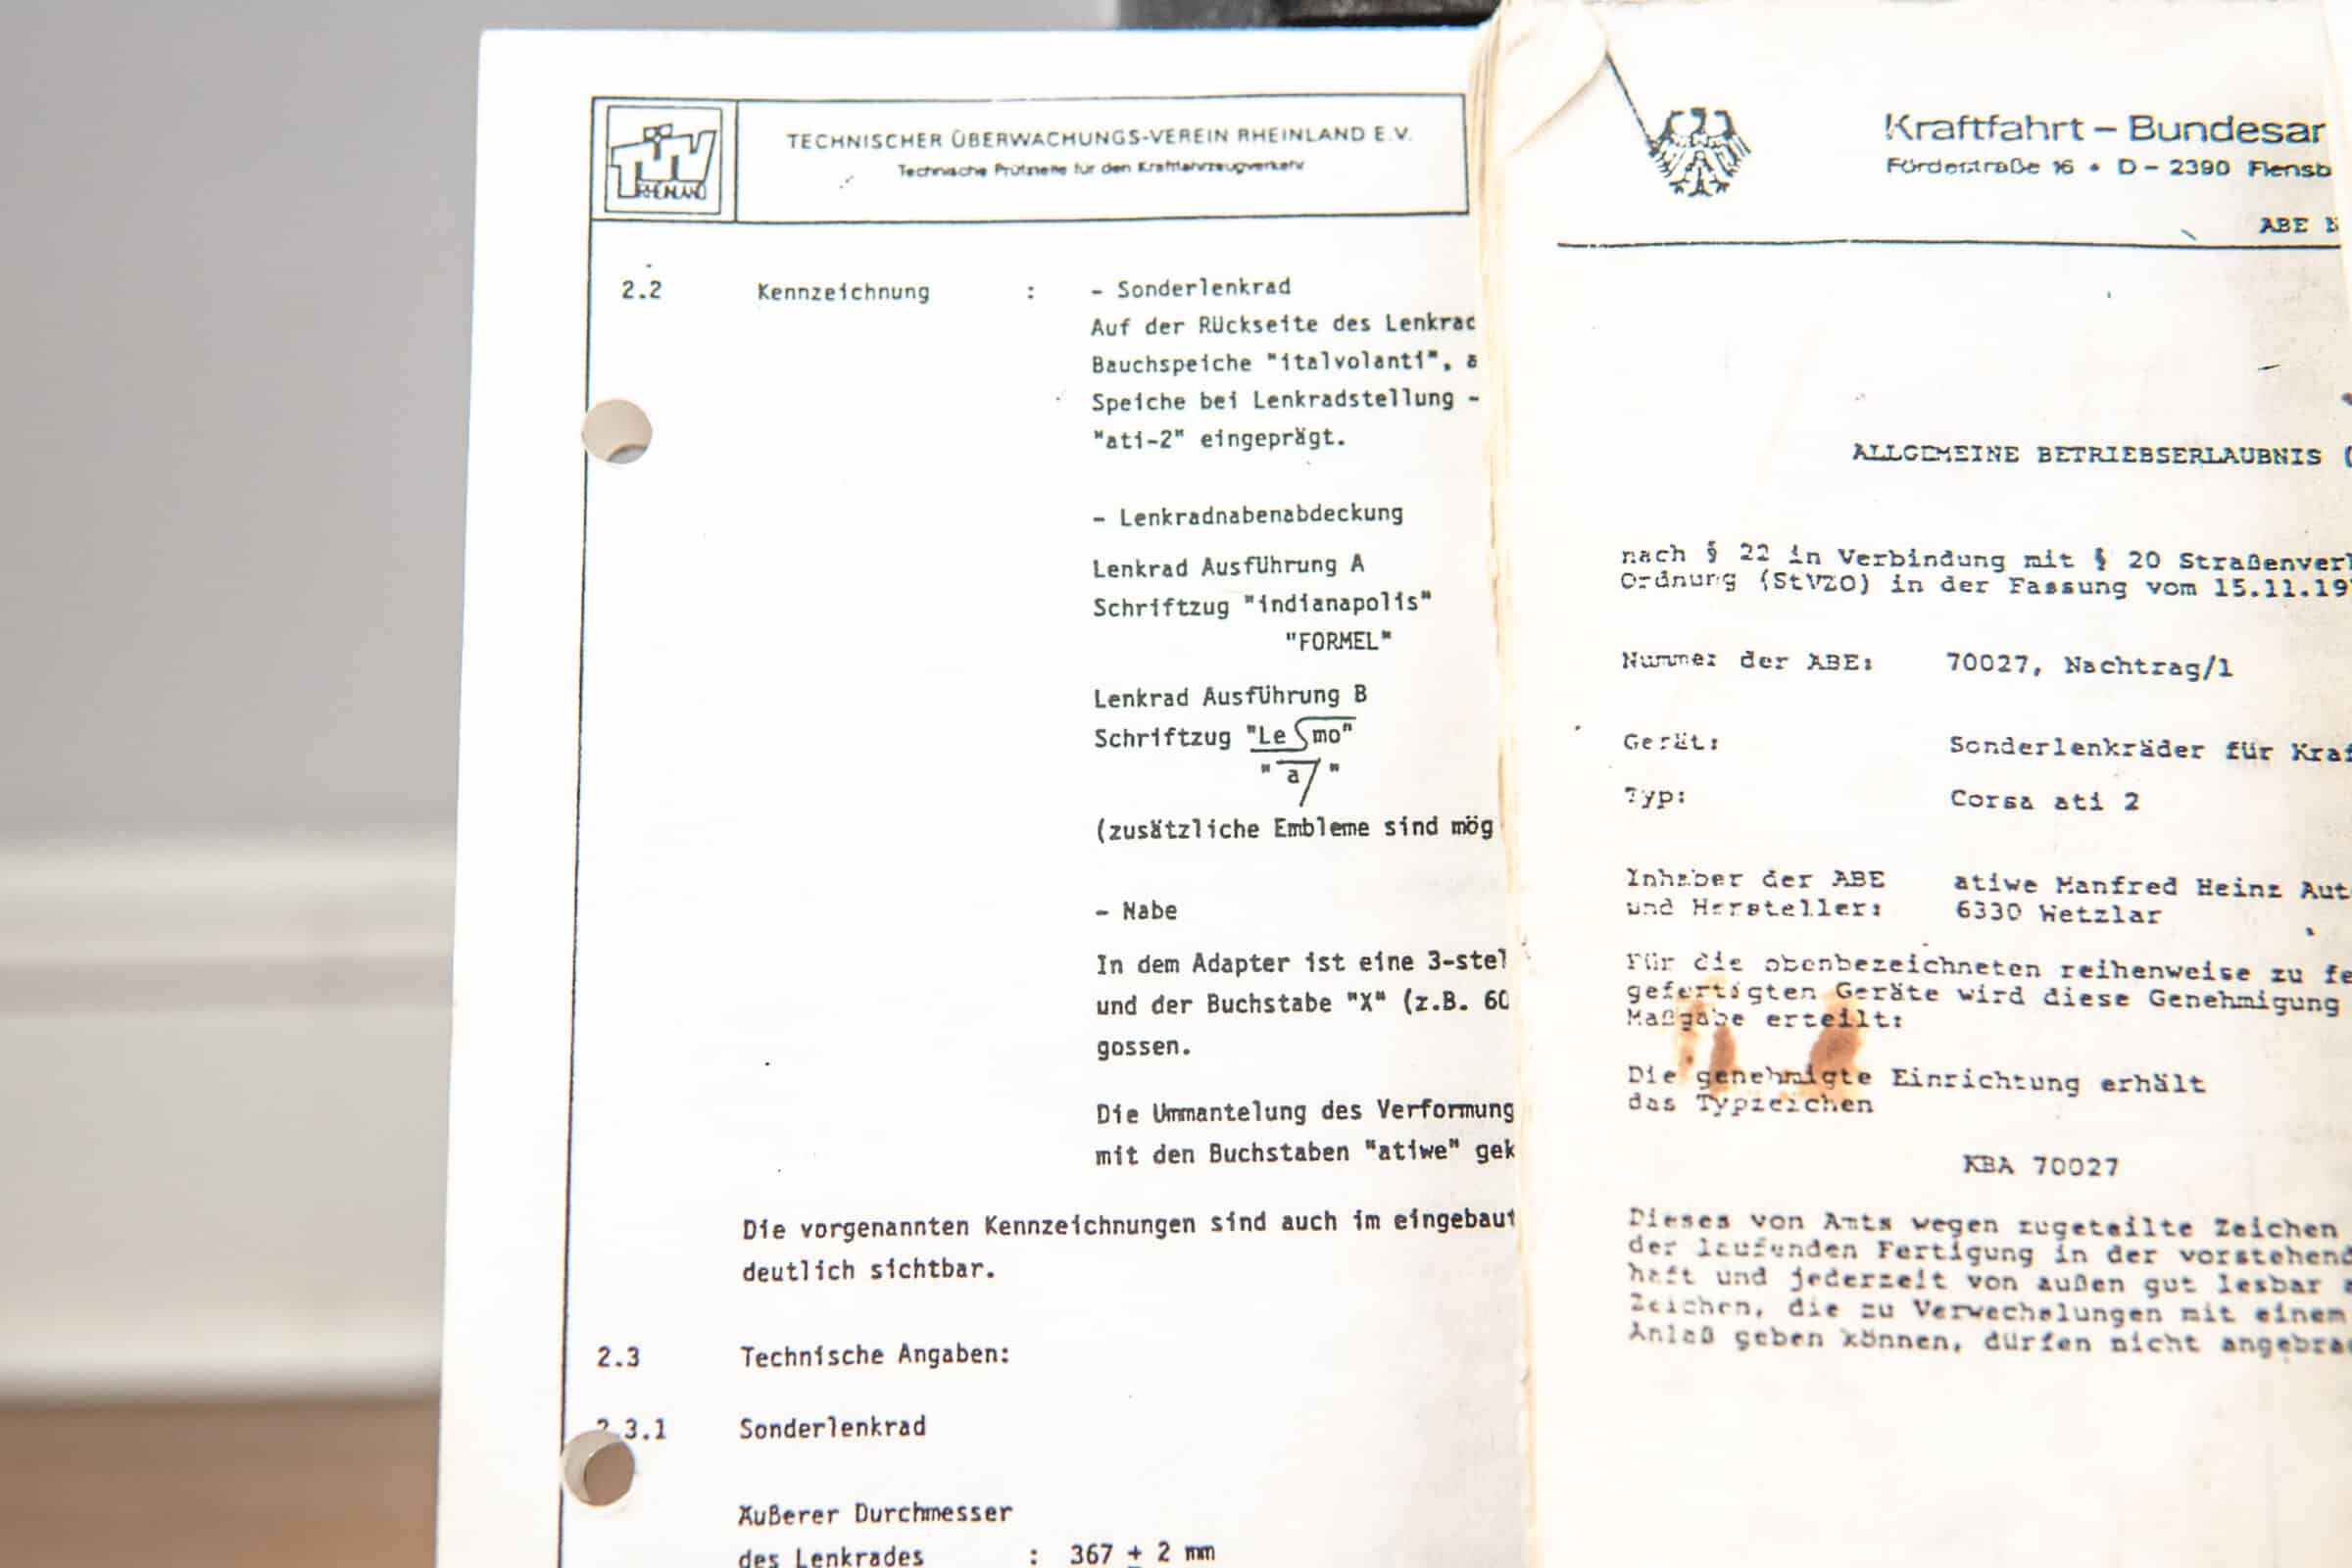 TÜV
RHEINLAND
TECHNISCHER ÜBERWACHUNGS-VEREIN RHEINLAND E.V.
Technische Prüfstelle für den Kraftfahrzeugverkehr
2.2 Kennzeichnung : - Sonderlenkrad
Auf der Rückseite des Lenkrad
Bauchspeiche "italvolanti", a
Speiche bei Lenkradstellung -
"ati-2" eingeprägt.
- Lenkradnabenabdeckung
Lenkrad Ausführung A
Schriftzug "indianapolis"
"FORMEL"
Lenkrad Ausführung B
Schriftzug "Lesmo"
"a"
(zusätzliche Embleme sind mög
- Nabe
In dem Adapter ist eine 3-stel
und der Buchstabe "X" (z.B. 60
gossen.
Die Ummantelung des Verformung
mit den Buchstaben "atiwe" gek
Die vorgenannten Kennzeichnungen sind auch im eingebaut
deutlich sichtbar.
2.3 Technische Angaben:
2.3.1 Sonderlenkrad
Äußerer Durchmesser
des Lenkrades : 367 ± 2 mm
Kraftfahrt - Bundesar
Fördestraße 16 • D - 2390 Flensb
ABE N
ALLGEMEINE BETRIEBSERLAUBNIS (
nach § 22 in Verbindung mit § 20 Straßenverk
Ordnung (StVZO) in der Fassung vom 15.11.19
Nummer der ABE: 70027, Nachtrag/1
Gerät: Sonderlenkräder für Kraf
Typ: Corsa ati 2
Inhaber der ABE atiwe Manfred Heinz Aut
und Hersteller: 6330 Wetzlar
Für die obenbezeichneten reihenweise zu fe
gefertigten Geräte wird diese Genehmigung
Maßgabe erteilt:
Die genehmigte Einrichtung erhält
das Typzeichen
KBA 70027
Dieses von Amts wegen zugeteilte Zeichen
der laufenden Fertigung in der vorstehend
haft und jederzeit von außen gut lesbar
Zeichen, die zu Verwechslungen mit einem
Anlaß geben können, dürfen nicht angebra